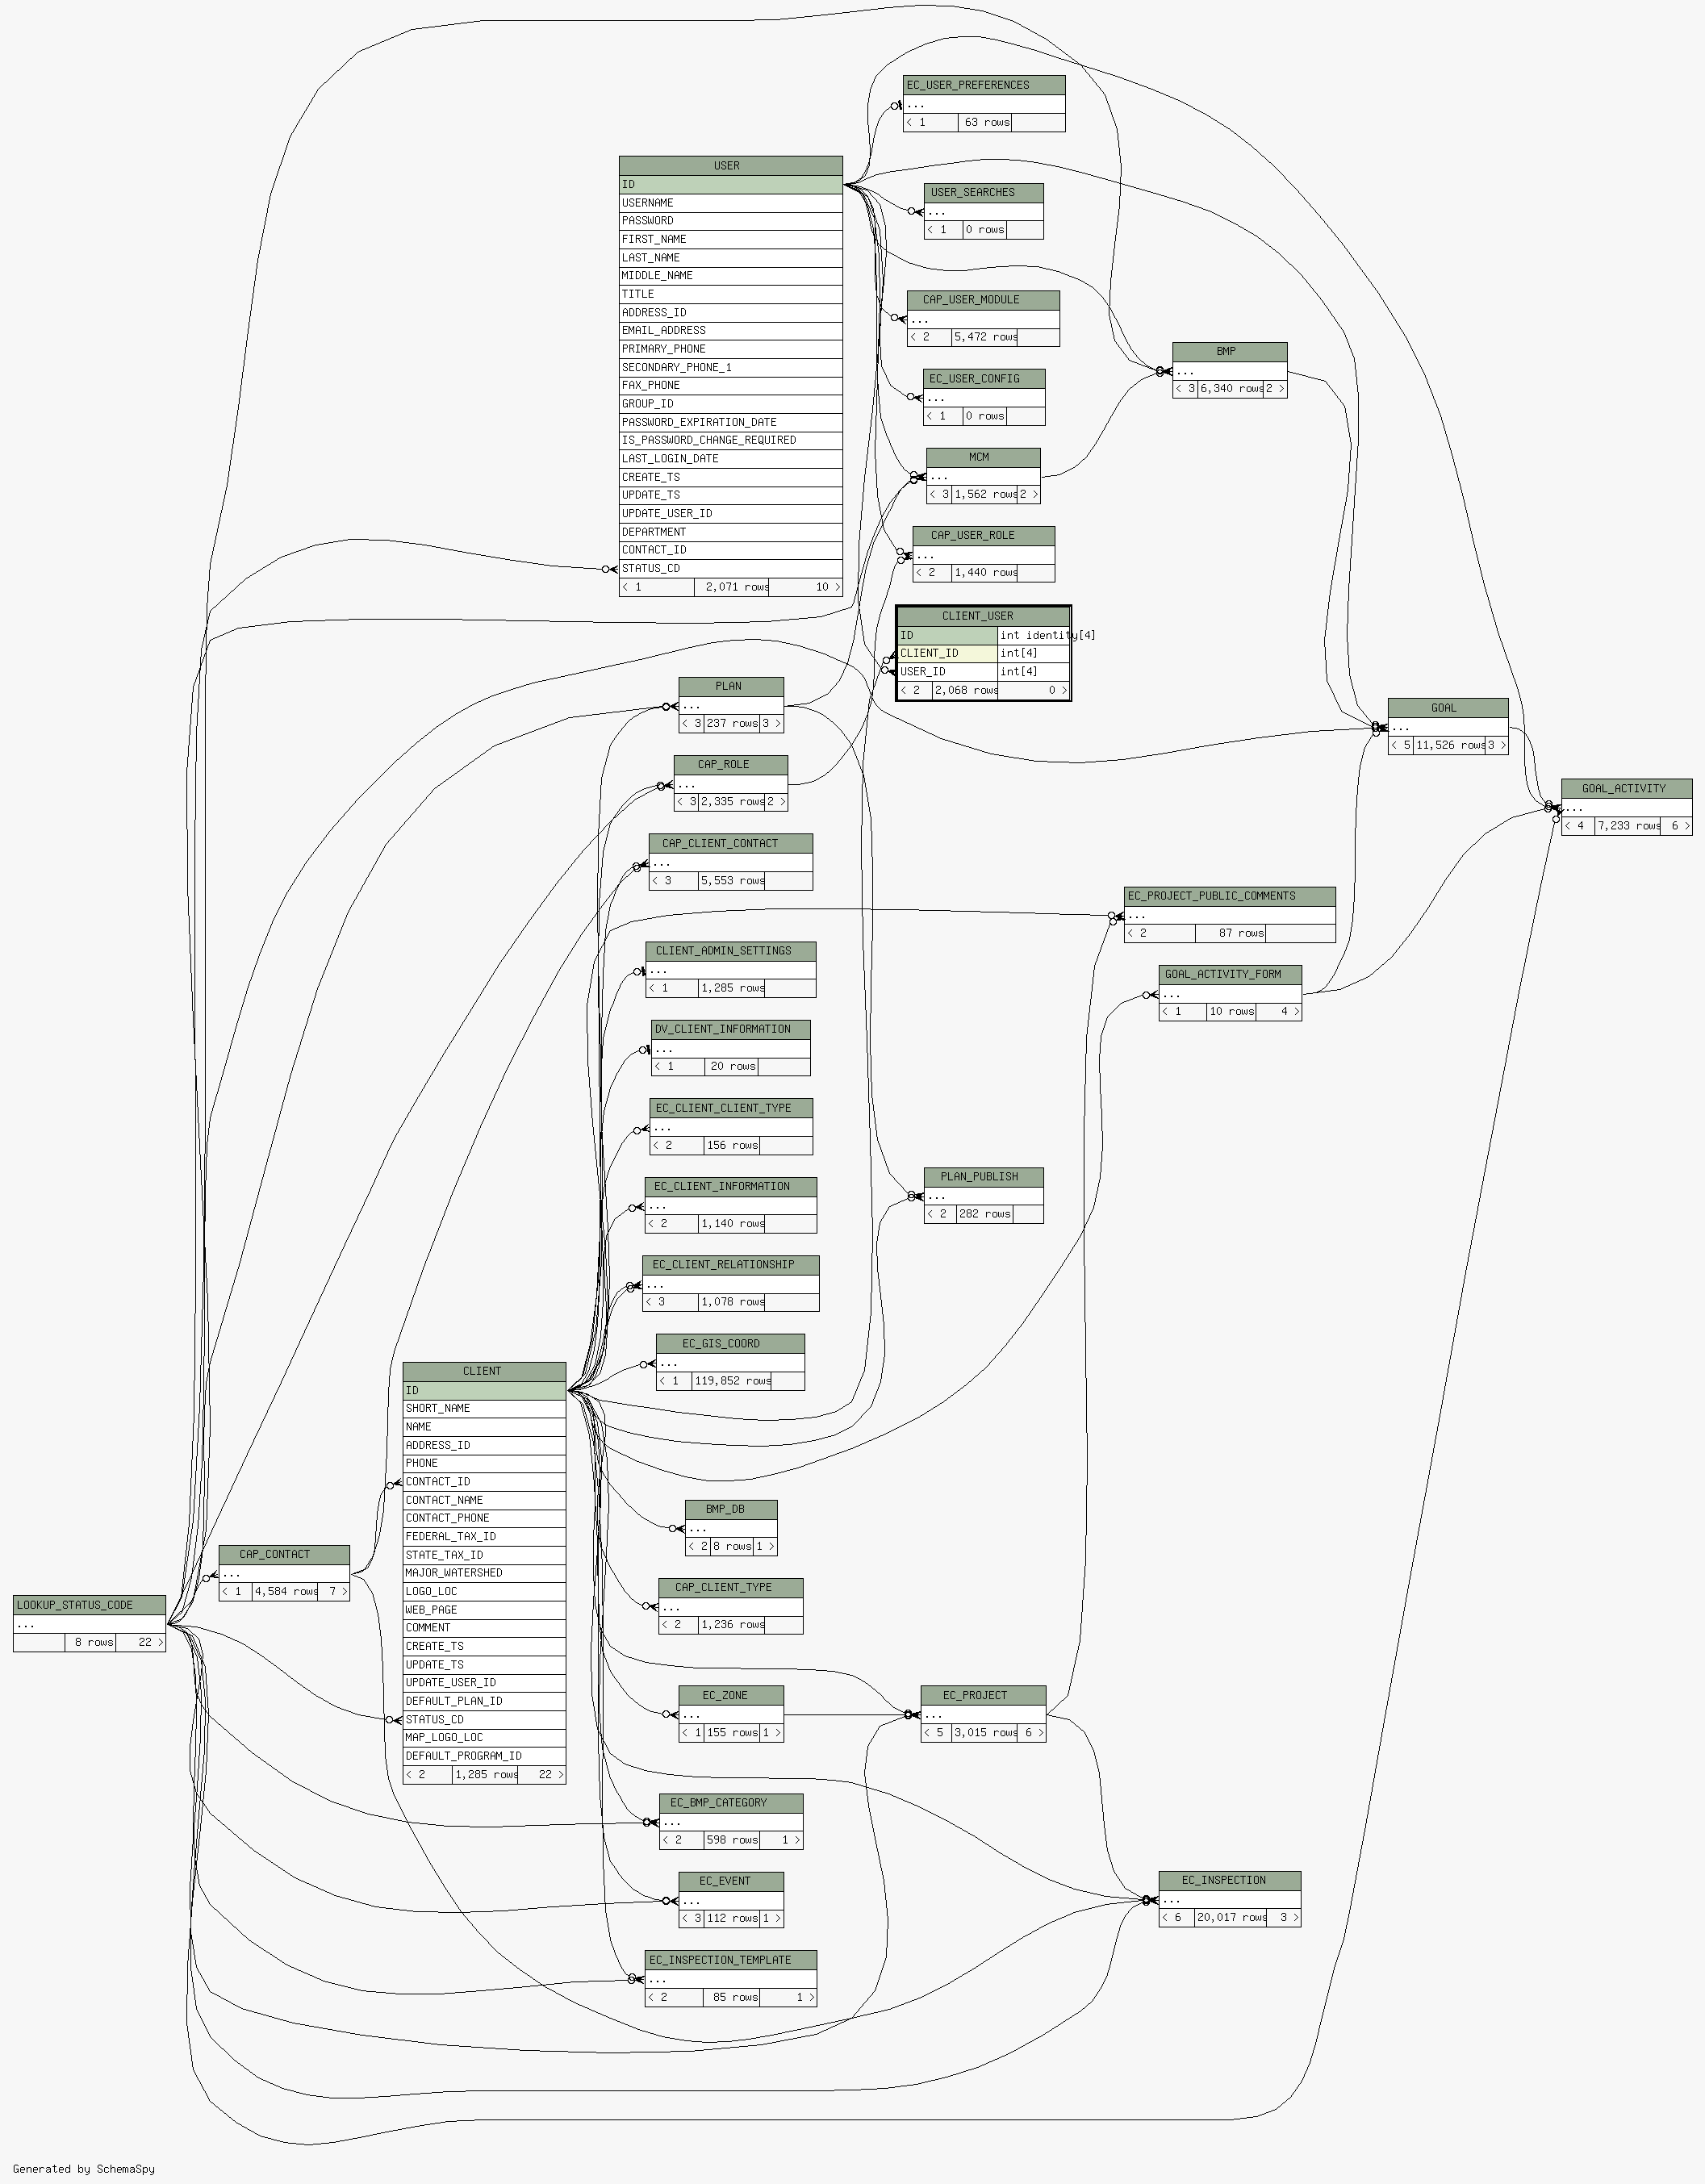 EC_USER_PREFERENCES
...
< 1 63 rows
USER
ID
USERNAME
PASSWORD
FIRST_NAME
LAST_NAME
MIDDLE_NAME
TITLE
ADDRESS_ID
EMAIL_ADDRESS
PRIMARY_PHONE
SECONDARY_PHONE_1
FAX_PHONE
GROUP_ID
PASSWORD_EXPIRATION_DATE
IS_PASSWORD_CHANGE_REQUIRED
LAST_LOGIN_DATE
CREATE_TS
UPDATE_TS
UPDATE_USER_ID
DEPARTMENT
CONTACT_ID
STATUS_CD
< 1 2,071 rows 10 >
USER_SEARCHES
...
< 1 0 rows
CAP_USER_MODULE
...
< 2 5,472 rows
BMP
...
< 3 6,340 rows 2 >
EC_USER_CONFIG
...
< 1 0 rows
MCM
...
< 3 1,562 rows 2 >
CAP_USER_ROLE
...
< 2 1,440 rows
CLIENT_USER
ID int identity[4]
CLIENT_ID int[4]
USER_ID int[4]
< 2 2,068 rows 0 >
PLAN
...
< 3 237 rows 3 >
GOAL
...
< 5 11,526 rows 3 >
CAP_ROLE
...
< 3 2,335 rows 2 >
GOAL_ACTIVITY
...
< 4 7,233 rows 6 >
CAP_CLIENT_CONTACT
...
< 3 5,553 rows
EC_PROJECT_PUBLIC_COMMENTS
...
< 2 87 rows
CLIENT_ADMIN_SETTINGS
...
< 1 1,285 rows
GOAL_ACTIVITY_FORM
...
< 1 10 rows 4 >
DV_CLIENT_INFORMATION
...
< 1 20 rows
EC_CLIENT_CLIENT_TYPE
...
< 2 156 rows
PLAN_PUBLISH
...
< 2 282 rows
EC_CLIENT_INFORMATION
...
< 2 1,140 rows
EC_CLIENT_RELATIONSHIP
...
< 3 1,078 rows
EC_GIS_COORD
...
< 1 119,852 rows
CLIENT
ID
SHORT_NAME
NAME
ADDRESS_ID
PHONE
CONTACT_ID
CONTACT_NAME
CONTACT_PHONE
FEDERAL_TAX_ID
STATE_TAX_ID
MAJOR_WATERSHED
LOGO_LOC
WEB_PAGE
COMMENT
CREATE_TS
UPDATE_TS
UPDATE_USER_ID
DEFAULT_PLAN_ID
STATUS_CD
MAP_LOGO_LOC
DEFAULT_PROGRAM_ID
< 2 1,285 rows 22 >
BMP_DB
...
< 2 8 rows 1 >
CAP_CONTACT
...
< 1 4,584 rows 7 >
CAP_CLIENT_TYPE
...
< 2 1,236 rows
LOOKUP_STATUS_CODE
...
8 rows 22 >
EC_ZONE
...
< 1 155 rows 1 >
EC_PROJECT
...
< 5 3,015 rows 6 >
EC_BMP_CATEGORY
...
< 2 598 rows 1 >
EC_EVENT
...
< 3 112 rows 1 >
EC_INSPECTION
...
< 6 20,017 rows 3 >
EC_INSPECTION_TEMPLATE
...
< 2 85 rows 1 >
Generated by SchemaSpy